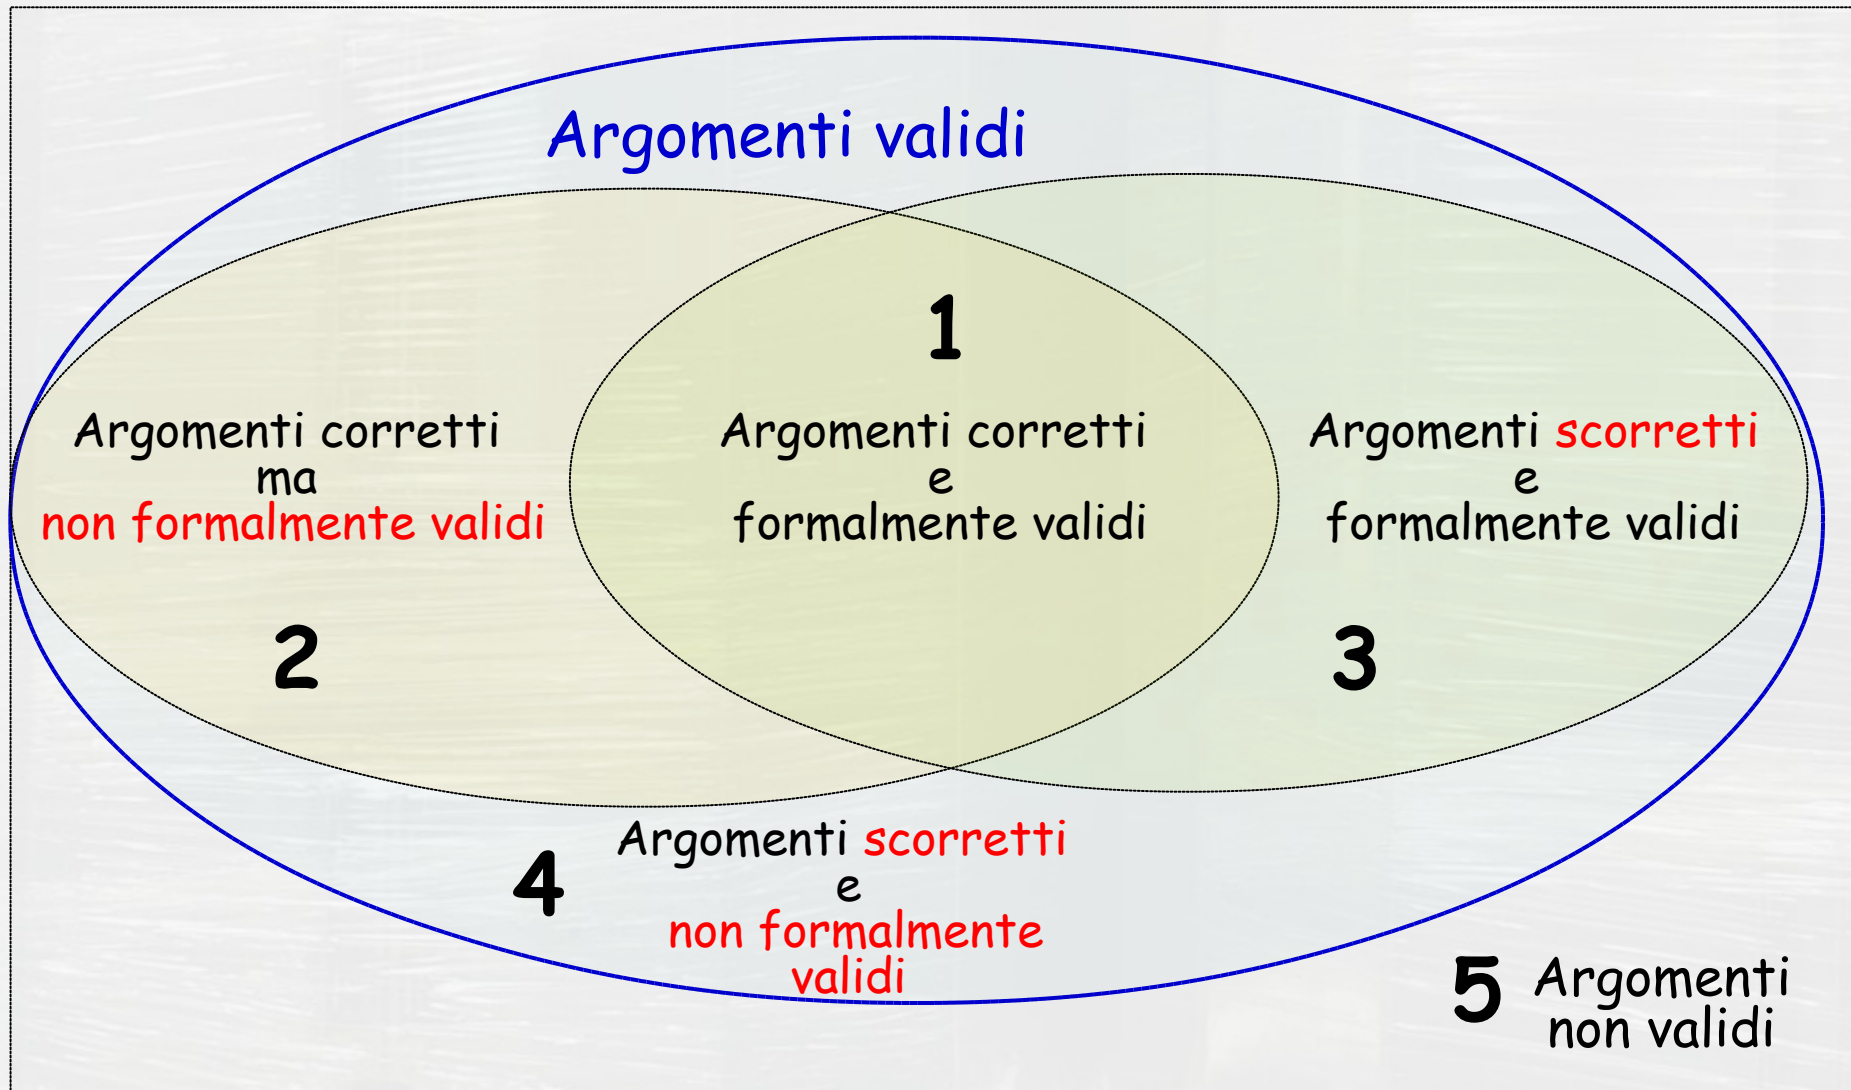 Argomenti validi
1
Argomenti corretti
ma
non formalmente validi
2
Argomenti corretti
e
formalmente validi
Argomenti scorretti
e
formalmente validi
3
4
Argomenti scorretti
e
non formalmente
validi
5
Argomenti
non validi